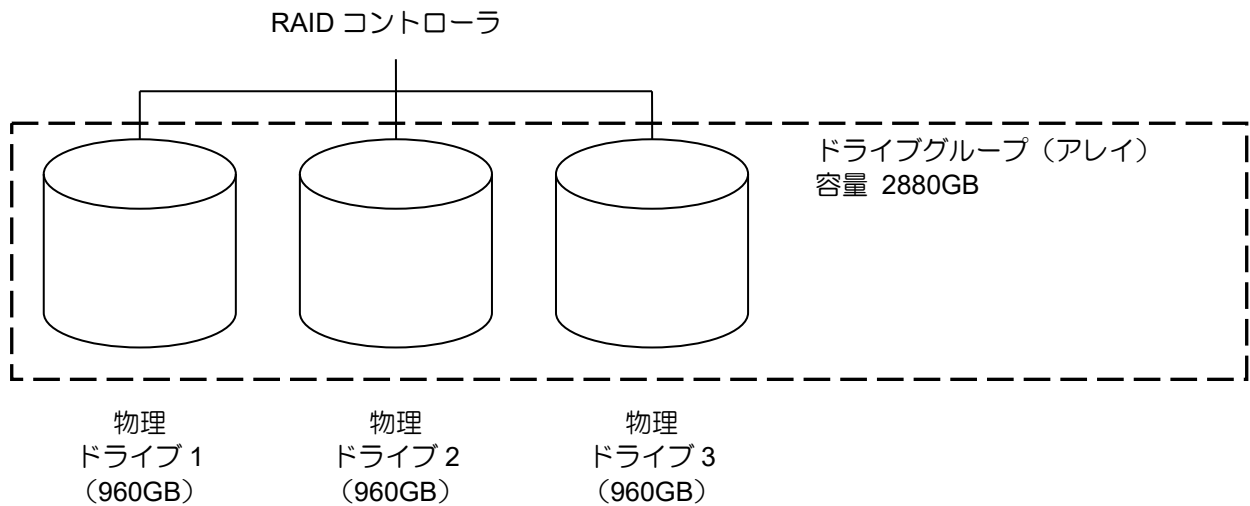 RAID コントローラ
ドライブグループ（アレイ）
容量 2880GB
物理
ドライブ 1
（960GB）
物理
ドライブ 2
（960GB）
物理
ドライブ 3
（960GB）